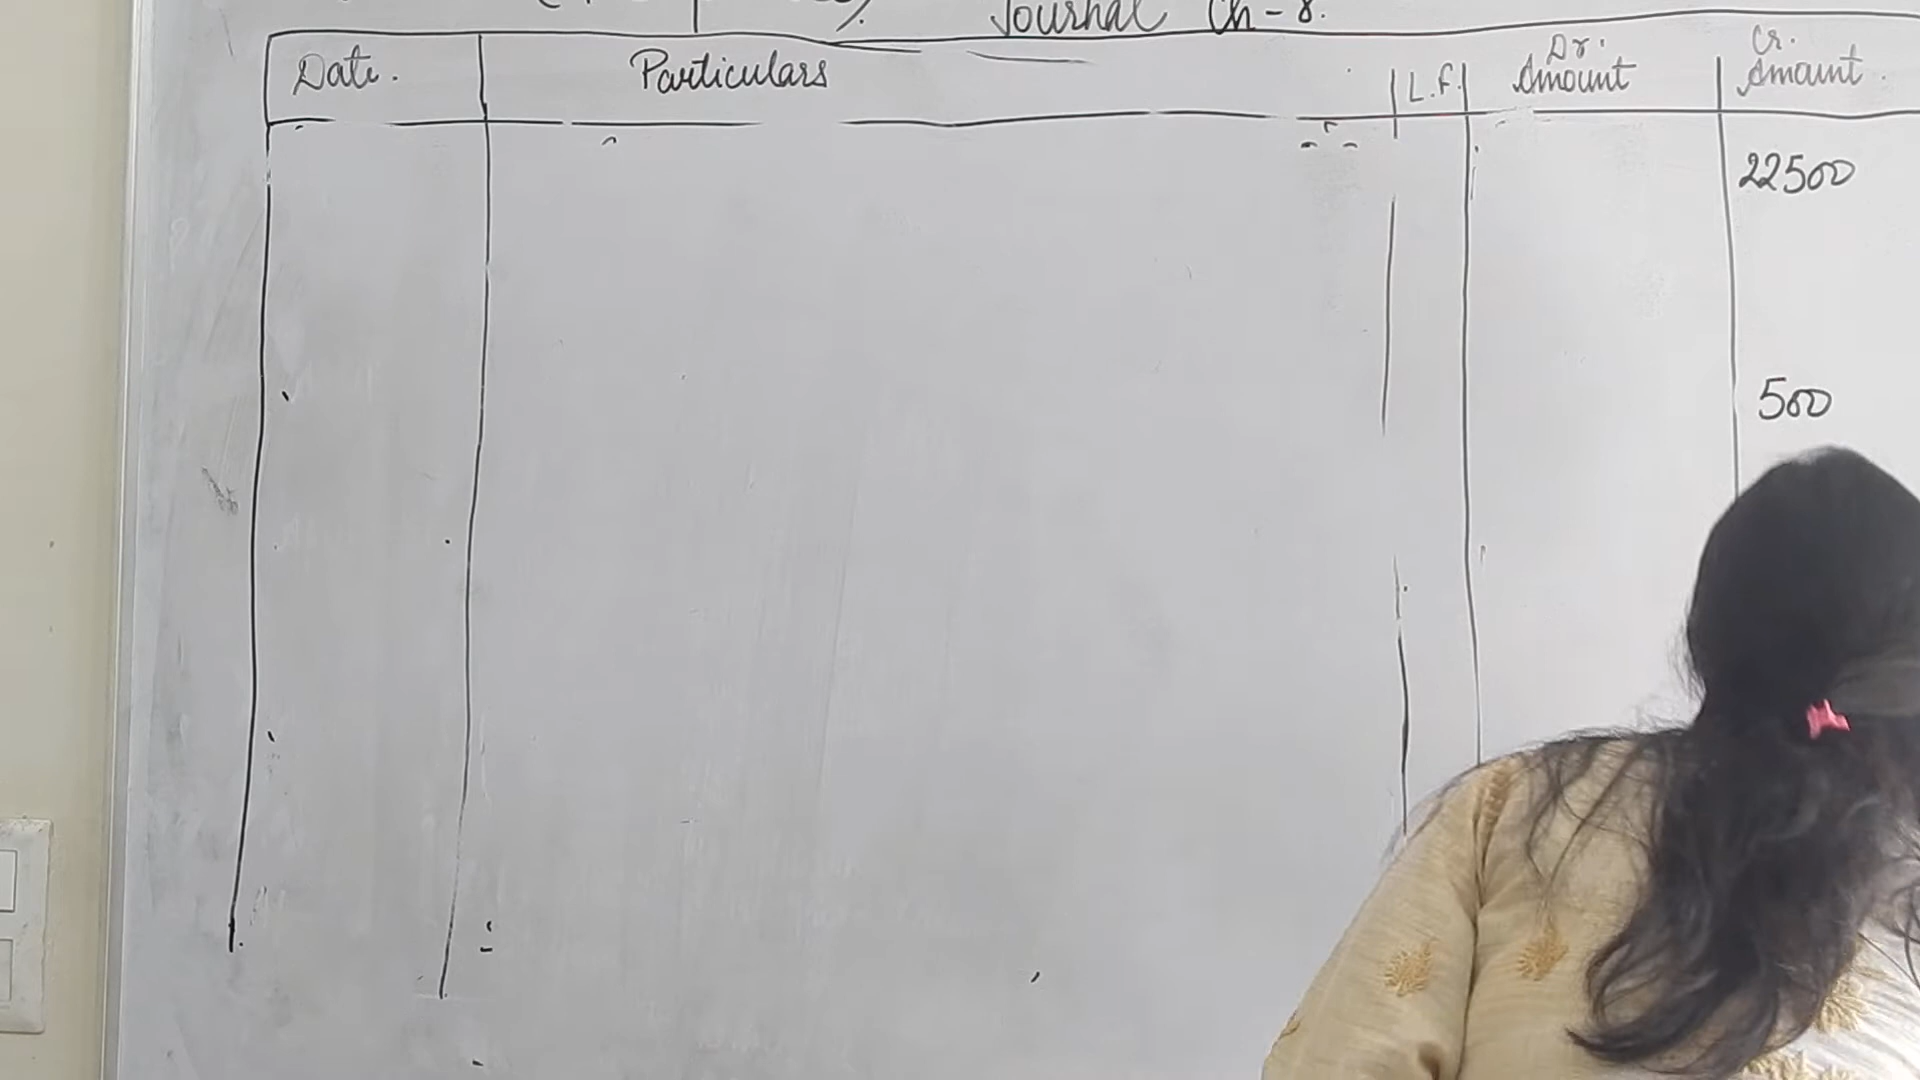 Journal Ch-8.
Date. Particulars L.F. Dr. Amount Cr. Amount.
22500
500